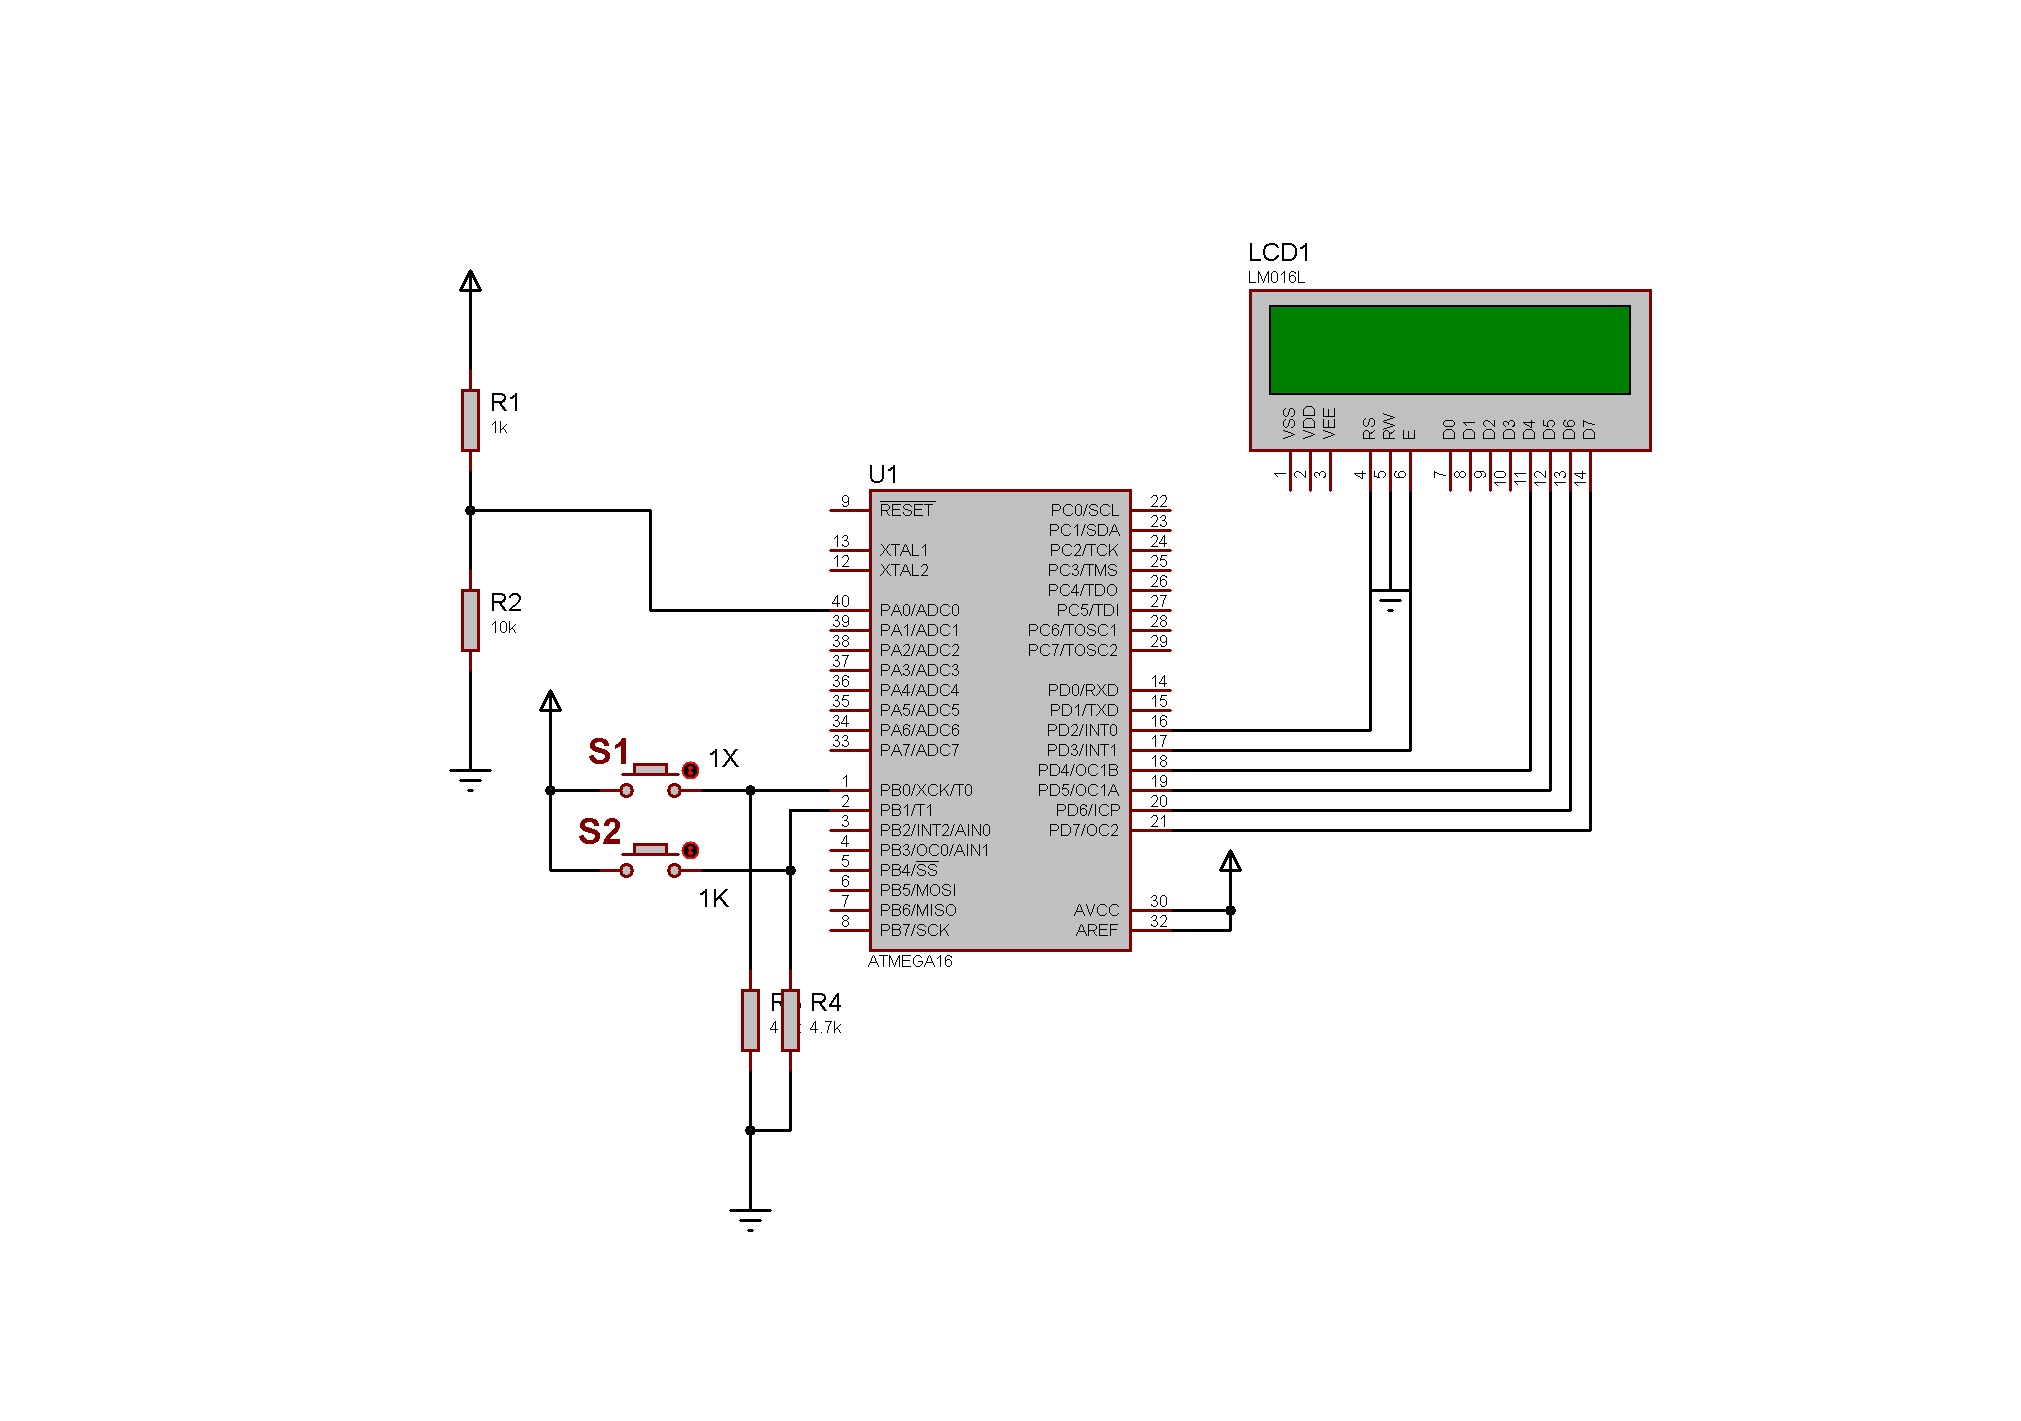 LCD1
LM016L
VSS
VDD
VEE
RS
RW
E
D0
D1
D2
D3
D4
D5
D6
D7
1
2
3
4
5
6
7
8
9
10
11
12
13
14
R1
1k
R2
10k
U1
9 RESET
13 XTAL1
12 XTAL2
40 PA0/ADC0
39 PA1/ADC1
38 PA2/ADC2
37 PA3/ADC3
36 PA4/ADC4
35 PA5/ADC5
34 PA6/ADC6
33 PA7/ADC7
1 PB0/XCK/T0
2 PB1/T1
3 PB2/INT2/AIN0
4 PB3/OC0/AIN1
5 PB4/SS
6 PB5/MOSI
7 PB6/MISO
8 PB7/SCK
PC0/SCL 22
PC1/SDA 23
PC2/TCK 24
PC3/TMS 25
PC4/TDO 26
PC5/TDI 27
PC6/TOSC1 28
PC7/TOSC2 29
PD0/RXD 14
PD1/TXD 15
PD2/INT0 16
PD3/INT1 17
PD4/OC1B 18
PD5/OC1A 19
PD6/ICP 20
PD7/OC2 21
AVCC 30
AREF 32
ATMEGA16
S1
1X
S2
1K
R4
4.7k